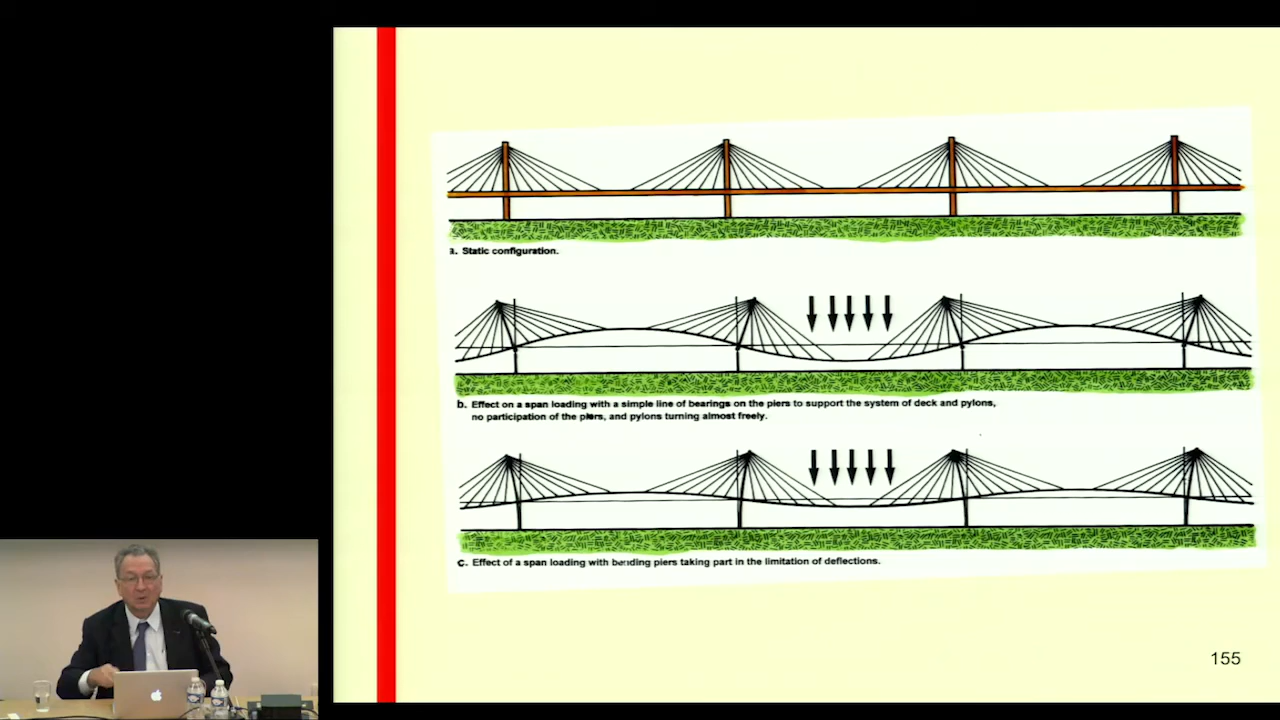 a. Static configuration.
b. Effect on a span loading with a simple line of bearings on the piers to support the system of deck and pylons,
no participation of the piers, and pylons turning almost freely.
c. Effect of a span loading with bending piers taking part in the limitation of deflections.
155